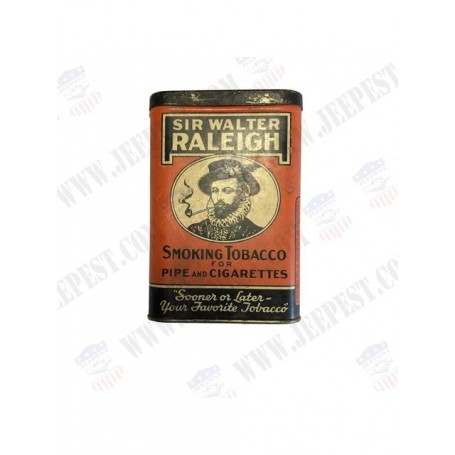 SIR WALTER
RALEIGH
SMOKING TOBACCO
FOR
PIPE AND CIGARETTES
"Sooner or Later –
Your Favorite Tobacco"
WWW.JEEPEST.COM